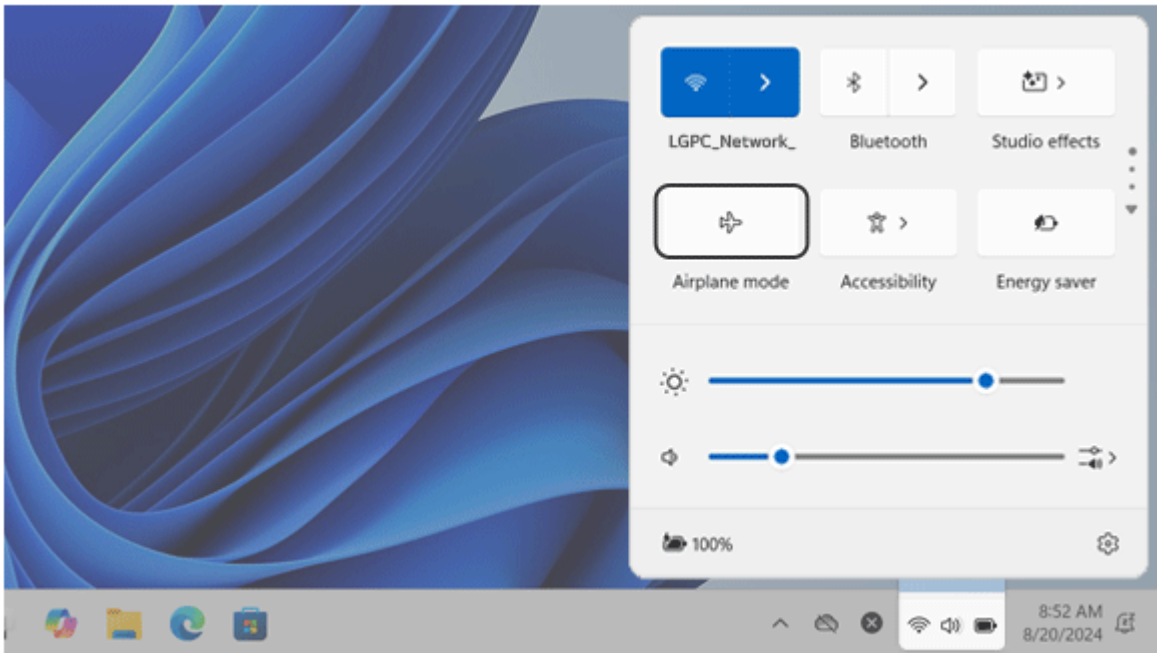 LGPC_Network_
Bluetooth
Studio effects
Airplane mode
Accessibility
Energy saver
100%
8:52 AM
8/20/2024